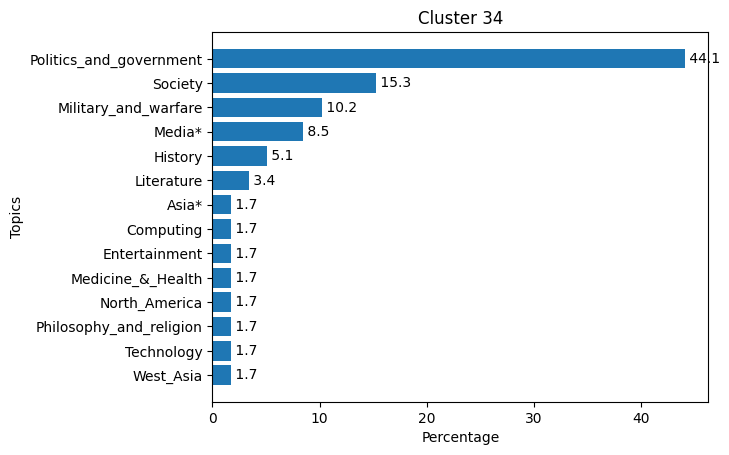 Cluster 34
Topics
Politics_and_government 44.1
Society 15.3
Military_and_warfare 10.2
Media* 8.5
History 5.1
Literature 3.4
Asia* 1.7
Computing 1.7
Entertainment 1.7
Medicine_&_Health 1.7
North_America 1.7
Philosophy_and_religion 1.7
Technology 1.7
West_Asia 1.7
0 10 20 30 40
Percentage